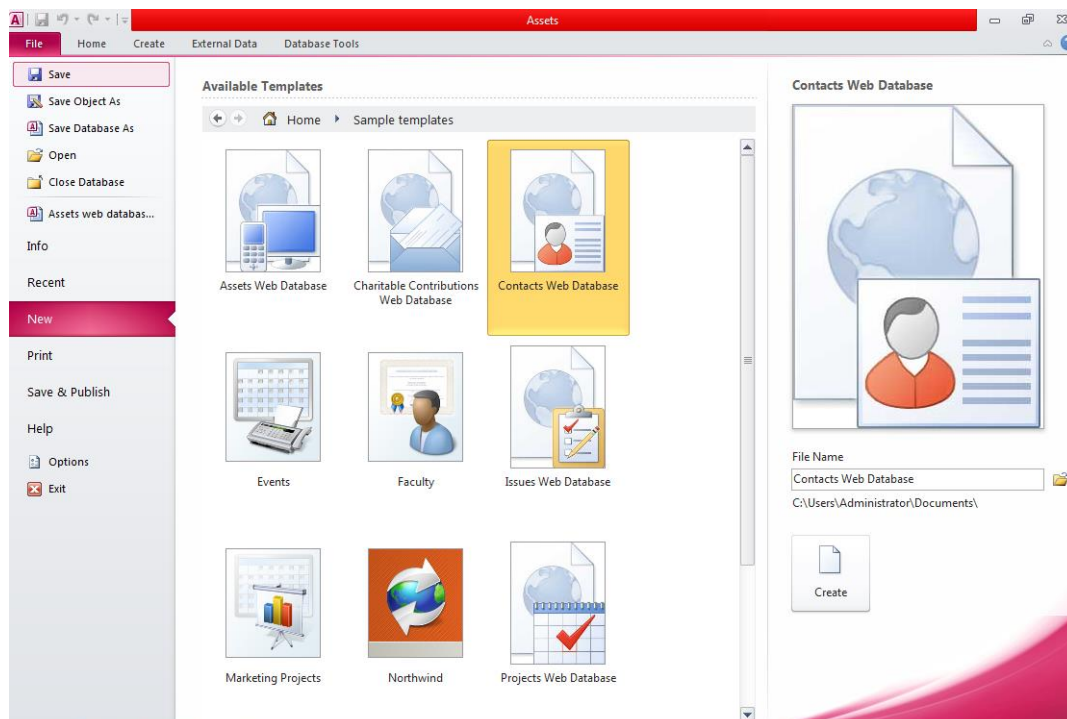 Assets
File Home Create External Data Database Tools
Save
Save Object As
Save Database As
Open
Close Database
Assets web databas...
Info
Recent
New
Print
Save & Publish
Help
Options
Exit
Available Templates
Home Sample templates
Assets Web Database
Charitable Contributions
Web Database
Contacts Web Database
Events
Faculty
Issues Web Database
Marketing Projects
Northwind
Projects Web Database
Contacts Web Database
File Name
Contacts Web Database
C:\Users\Administrator\Documents\
Create